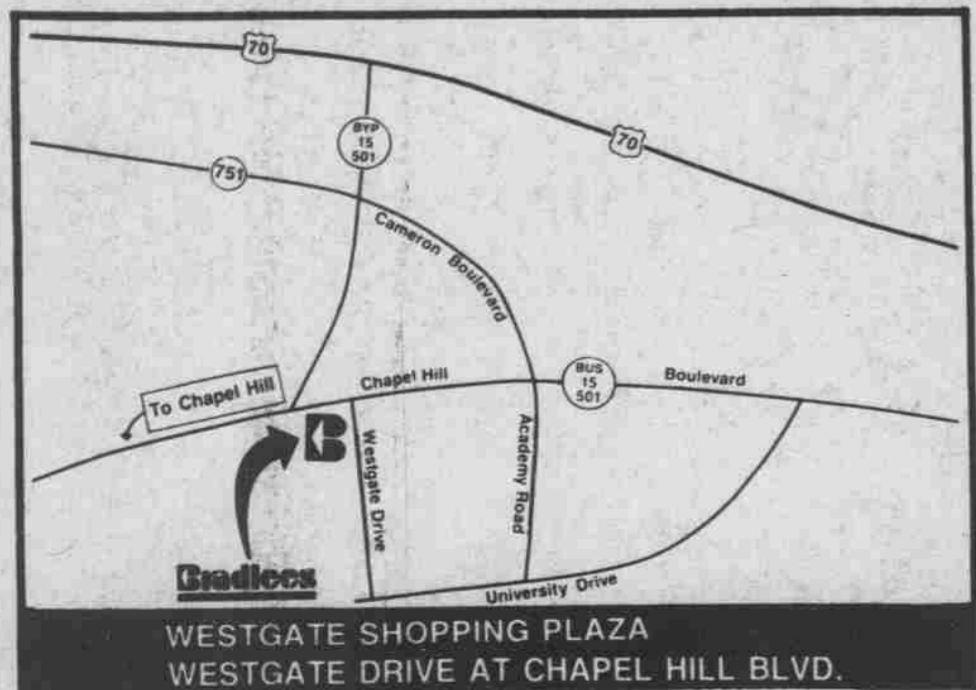 70
BYP
15
501
70
751
Cameron Boulevard
Chapel Hill
BUS
15
501
Boulevard
To Chapel Hill
B
Westgate Drive
Academy Road
Bradlees
University Drive
WESTGATE SHOPPING PLAZA
WESTGATE DRIVE AT CHAPEL HILL BLVD.